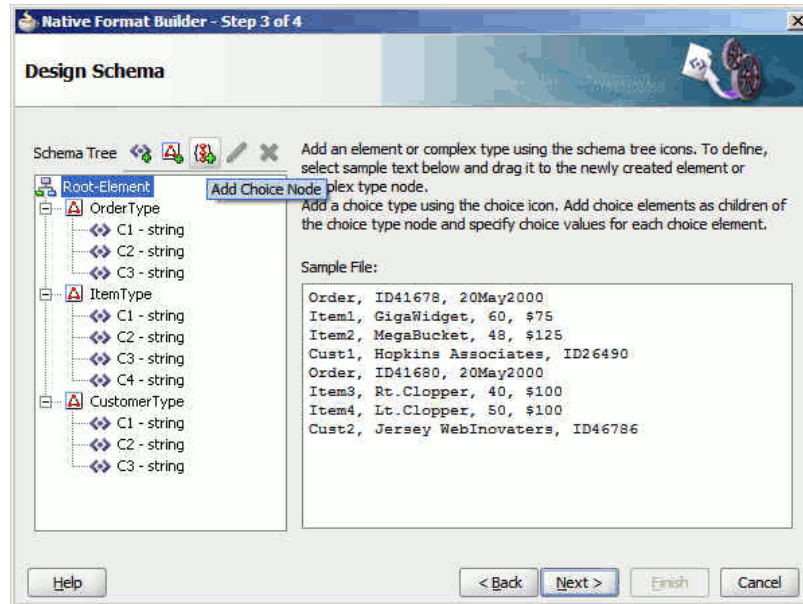 Native Format Builder - Step 3 of 4
Design Schema
Schema Tree
Add Choice Node
Root-Element
OrderType
C1 - string
C2 - string
C3 - string
ItemType
C1 - string
C2 - string
C3 - string
C4 - string
CustomerType
C1 - string
C2 - string
C3 - string
Add an element or complex type using the schema tree icons. To define,
select sample text below and drag it to the newly created element or
plex type node.
Add a choice type using the choice icon. Add choice elements as children of
the choice type node and specify choice values for each choice element.
Sample File:
Order, ID41678, 20May2000
Item1, GigaWidget, 60, $75
Item2, MegaBucket, 48, $125
Cust1, Hopkins Associates, ID26490
Order, ID41680, 20May2000
Item3, Rt.Clopper, 40, $100
Item4, Lt.Clopper, 50, $100
Cust2, Jersey WebInovaters, ID46786
Help
< Back
Next >
Finish
Cancel